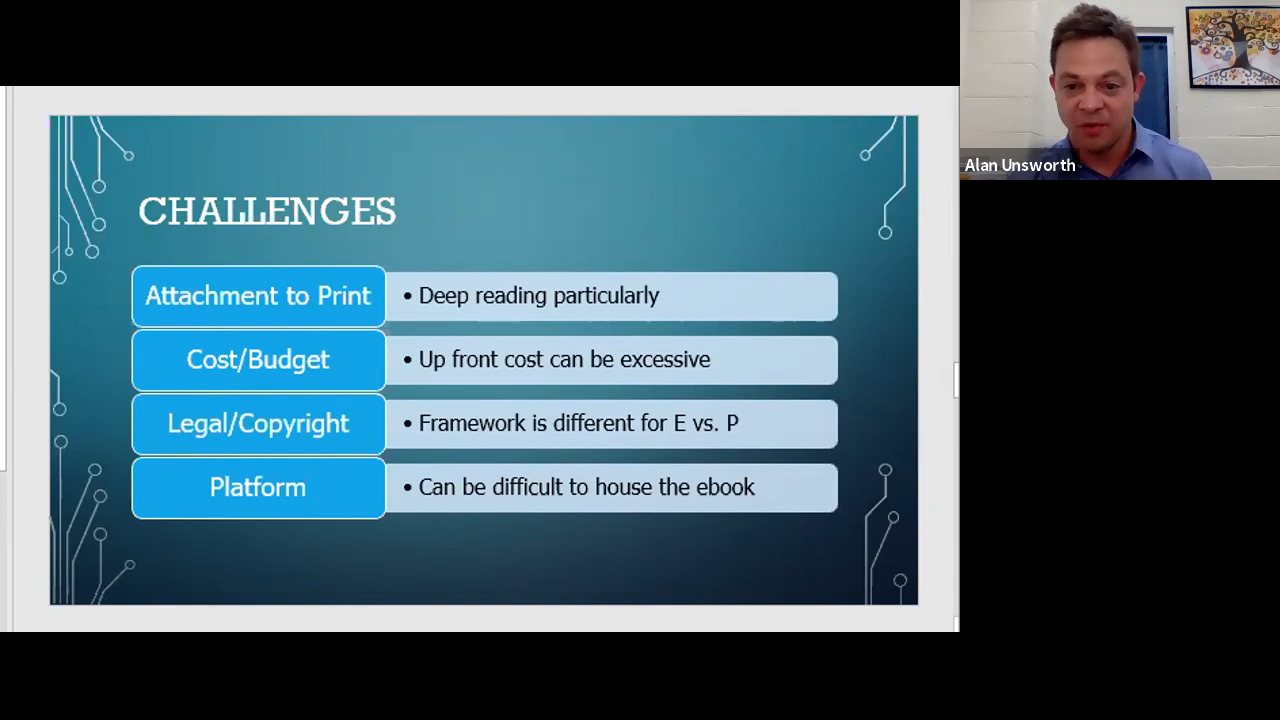 Alan Unsworth
CHALLENGES
Attachment to Print
• Deep reading particularly
Cost/Budget
• Up front cost can be excessive
Legal/Copyright
• Framework is different for E vs. P
Platform
• Can be difficult to house the ebook